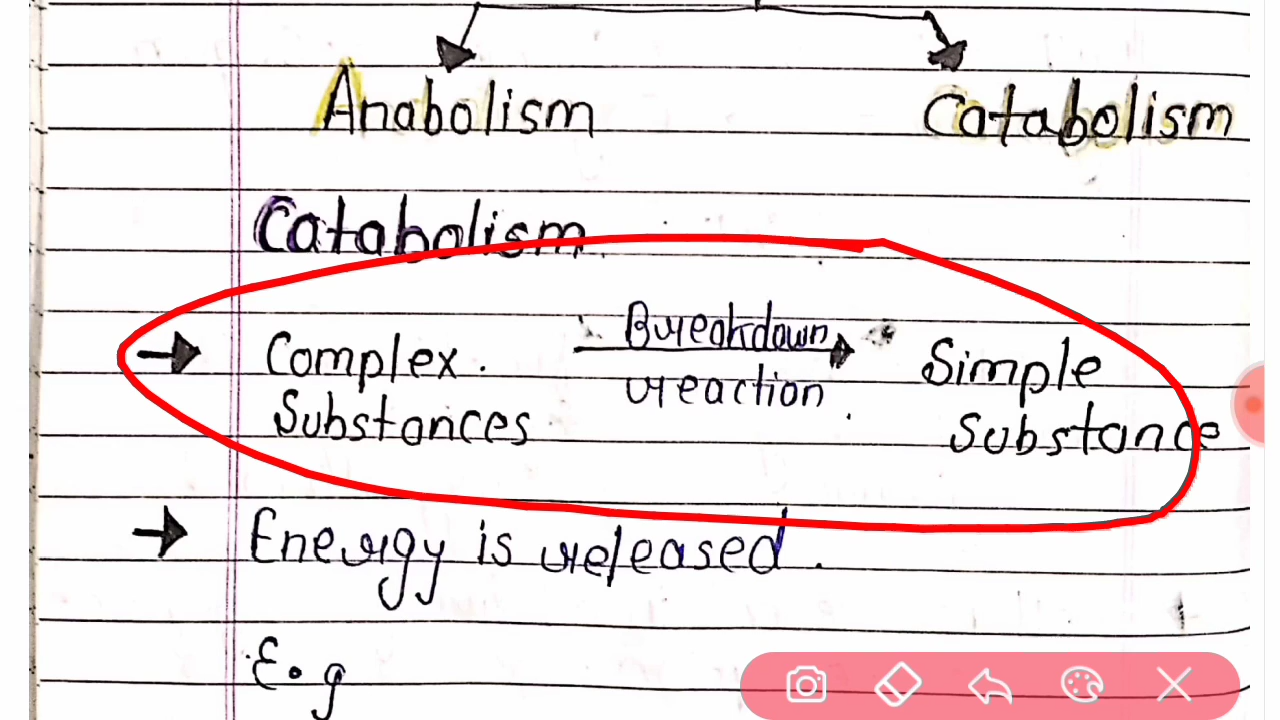 Anabolism Catabolism
Catabolism
Complex Breakdown Simple
Substances reaction Substance
Energy is released.
E.g